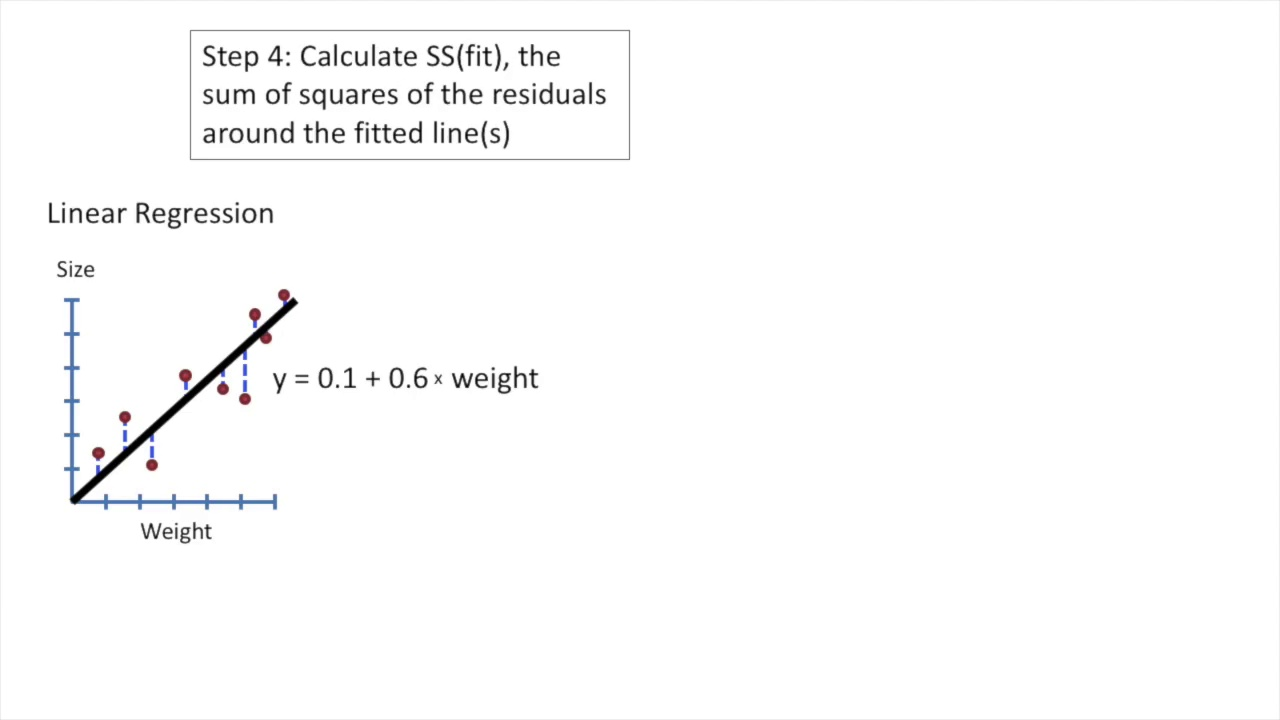 Step 4: Calculate SS(fit), the
sum of squares of the residuals
around the fitted line(s)
Linear Regression
Size
y = 0.1 + 0.6 x weight
Weight